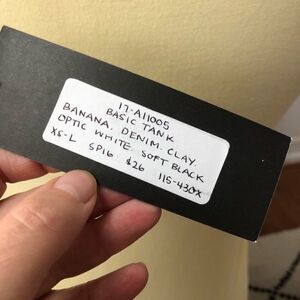 17-A11005
BASIC TANK
BANANA. DENIM. CLAY.
OPTIC WHITE. SOFT BLACK
XS-L SP16 $26 115-430X